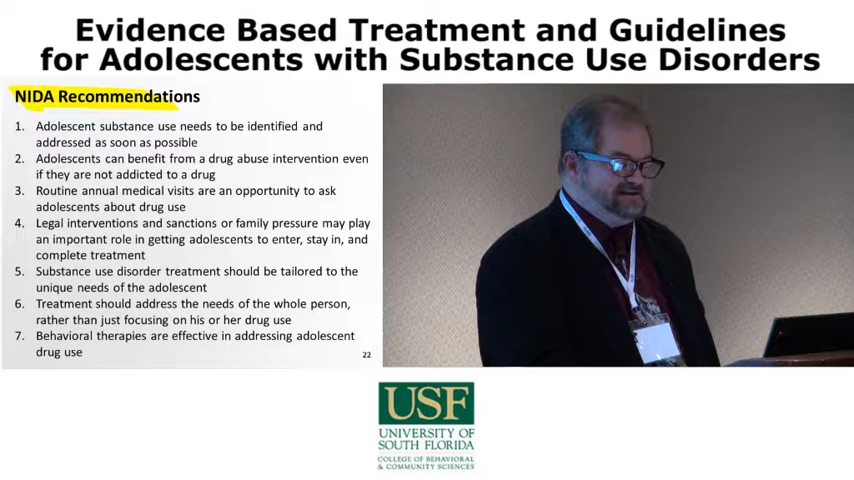 Evidence Based Treatment and Guidelines
for Adolescents with Substance Use Disorders
NIDA Recommendations
1. Adolescent substance use needs to be identified and
addressed as soon as possible
2. Adolescents can benefit from a drug abuse intervention even
if they are not addicted to a drug
3. Routine annual medical visits are an opportunity to ask
adolescents about drug use
4. Legal interventions and sanctions or family pressure may play
an important role in getting adolescents to enter, stay in, and
complete treatment
5. Substance use disorder treatment should be tailored to the
unique needs of the adolescent
6. Treatment should address the needs of the whole person,
rather than just focusing on his or her drug use
7. Behavioral therapies are effective in addressing adolescent
drug use
22
USF
UNIVERSITY OF
SOUTH FLORIDA
COLLEGE OF BEHAVIORAL
& COMMUNITY SCIENCES